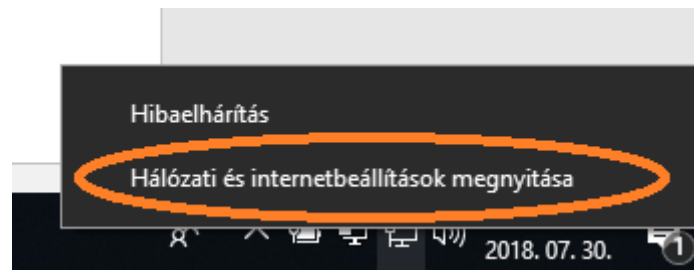 Hibaelhárítás
Hálózati és internetbeállítások megnyitása
2018. 07. 30.
1